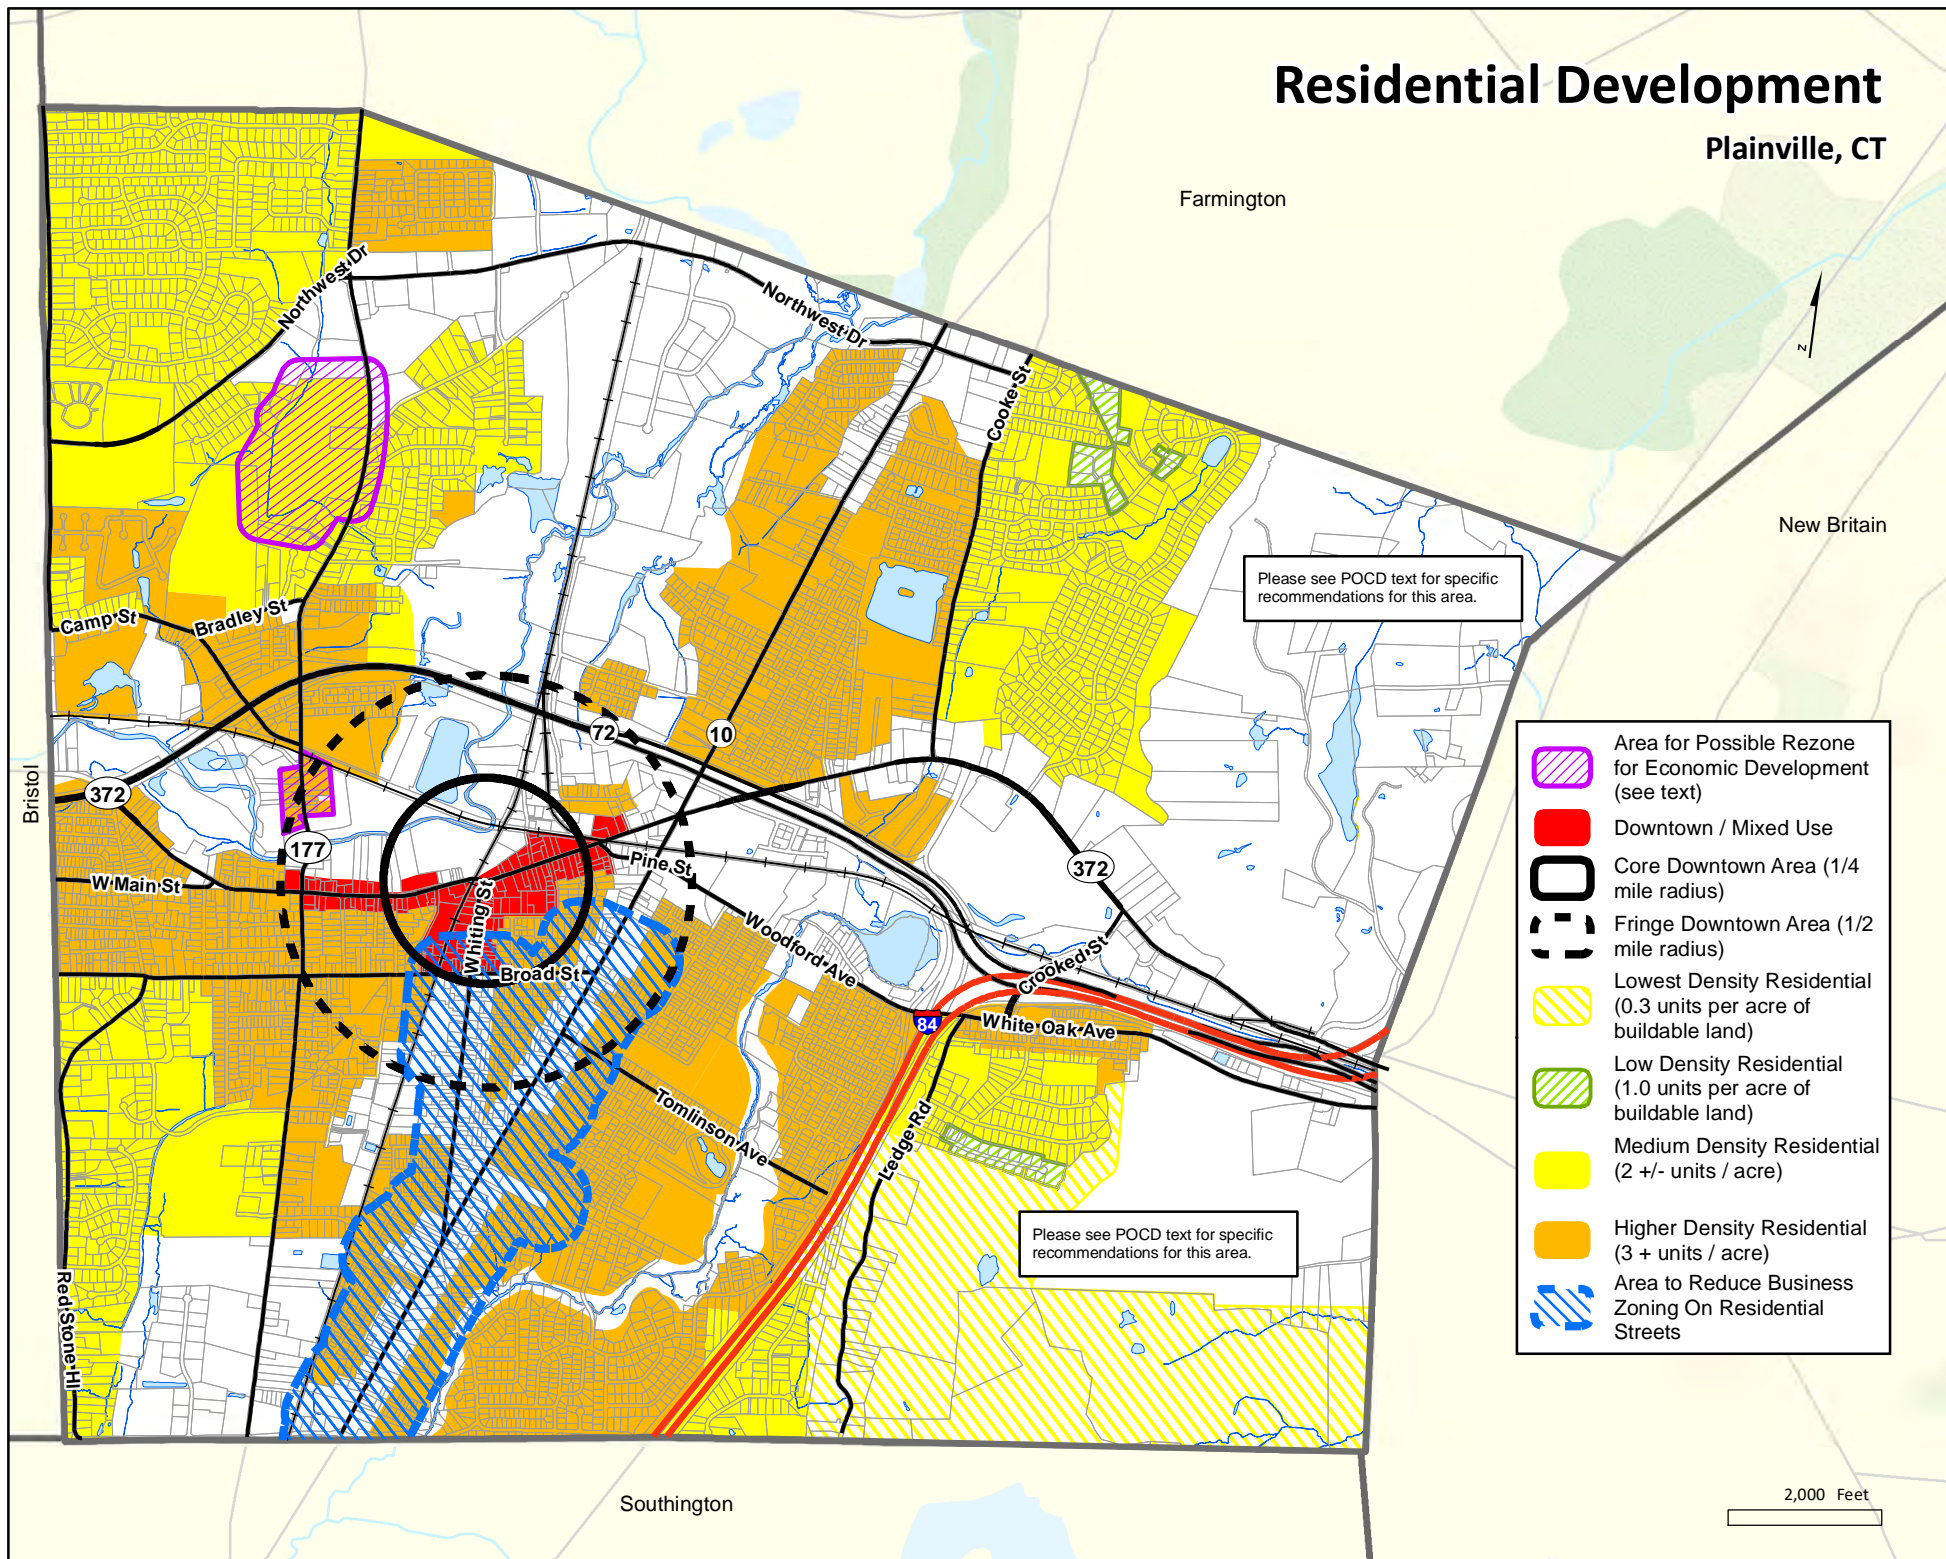 Residential Development
Plainville, CT
Farmington
New Britain
Bristol
Southington
Northwest Dr
Northwest Dr
Cooke St
Camp St
Bradley St
Please see POCD text for specific
recommendations for this area.
72
10
372
177
372
W Main St
Pine St
Whiting St
Woodford Ave
Broad St
Crooked St
84
White Oak Ave
Tomlinson Ave
Ledge Rd
Red Stone Hl
Please see POCD text for specific
recommendations for this area.
z
Area for Possible Rezone
for Economic Development
(see text)
Downtown / Mixed Use
Core Downtown Area (1/4
mile radius)
Fringe Downtown Area (1/2
mile radius)
Lowest Density Residential
(0.3 units per acre of
buildable land)
Low Density Residential
(1.0 units per acre of
buildable land)
Medium Density Residential
(2 +/- units / acre)
Higher Density Residential
(3 + units / acre)
Area to Reduce Business
Zoning On Residential
Streets
2,000 Feet